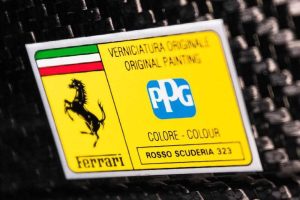 VERNICIATURA ORIGINALE
ORIGINAL PAINTING
PPG
COLORE - COLOUR
ROSSO SCUDERIA 323
Ferrari